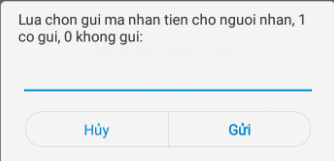 Lua chon gui ma nhan tien cho nguoi nhan, 1
co gui, 0 khong gui:
Hủy
Gửi